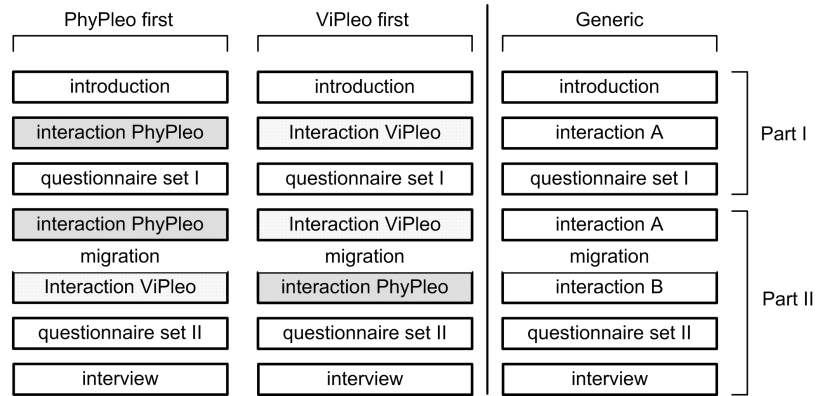 PhyPleo first
ViPleo first
Generic
introduction
introduction
introduction
interaction PhyPleo
Interaction ViPleo
interaction A
Part I
questionnaire set I
questionnaire set I
questionnaire set I
interaction PhyPleo
Interaction ViPleo
interaction A
migration
migration
migration
Interaction ViPleo
interaction PhyPleo
interaction B
Part II
questionnaire set II
questionnaire set II
questionnaire set II
interview
interview
interview